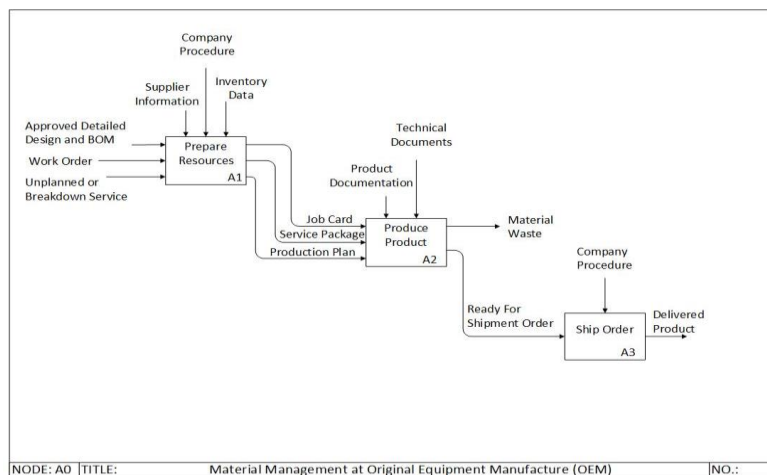 Company
Procedure
Supplier
Information
Inventory
Data
Approved Detailed
Design and BOM
Work Order
Unplanned or
Breakdown Service
Prepare
Resources
A1
Technical
Documents
Product
Documentation
Job Card
Service Package
Production Plan
Produce
Product
A2
Material
Waste
Company
Procedure
Ready For
Shipment Order
Ship Order
A3
Delivered
Product
NODE: A0 TITLE: Material Management at Original Equipment Manufacture (OEM) NO.: